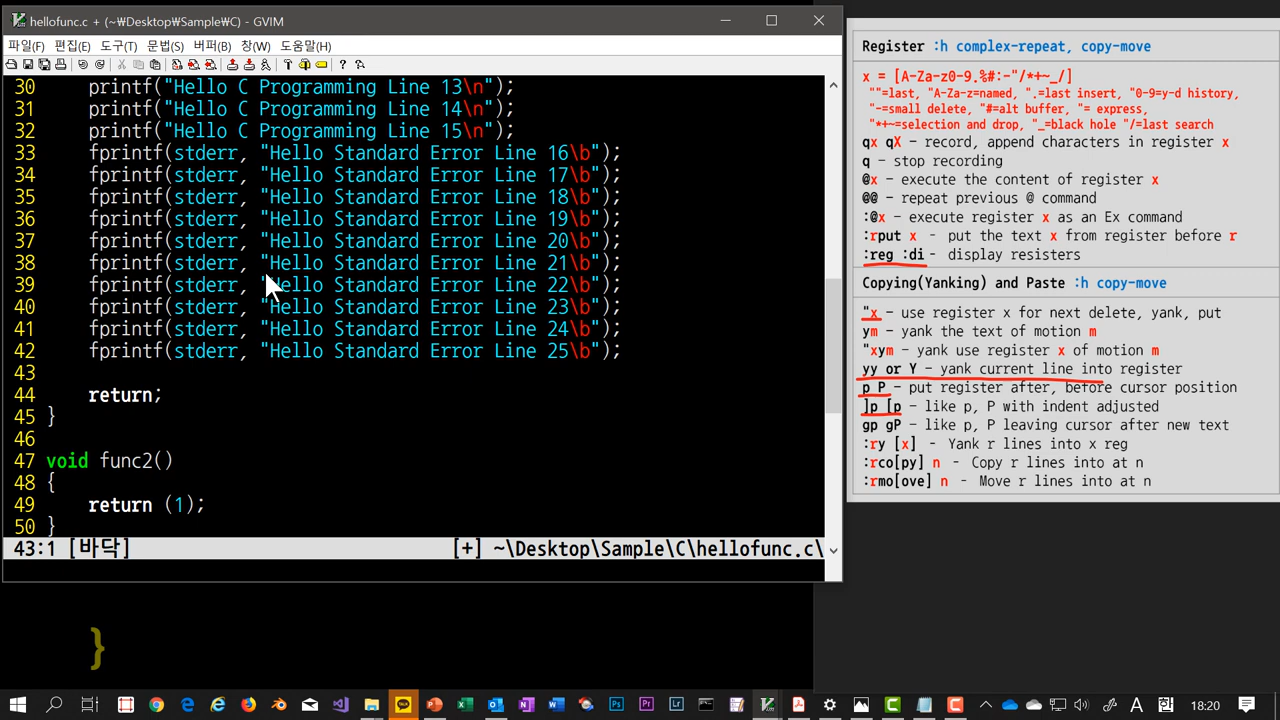 hellofunc.c + (~\Desktop\Sample\C) - GVIM
파일(F) 편집(E) 도구(T) 문법(S) 버퍼(B) 창(W) 도움말(H)
30 printf("Hello C Programming Line 13\n");
31 printf("Hello C Programming Line 14\n");
32 printf("Hello C Programming Line 15\n");
33 fprintf(stderr, "Hello Standard Error Line 16\b");
34 fprintf(stderr, "Hello Standard Error Line 17\b");
35 fprintf(stderr, "Hello Standard Error Line 18\b");
36 fprintf(stderr, "Hello Standard Error Line 19\b");
37 fprintf(stderr, "Hello Standard Error Line 20\b");
38 fprintf(stderr, "Hello Standard Error Line 21\b");
39 fprintf(stderr, "Hello Standard Error Line 22\b");
40 fprintf(stderr, "Hello Standard Error Line 23\b");
41 fprintf(stderr, "Hello Standard Error Line 24\b");
42 fprintf(stderr, "Hello Standard Error Line 25\b");
43
44 return;
45 }
46
47 void func2()
48 {
49 return (1);
50 }
43:1 [바닥] [+] ~\Desktop\Sample\C\hellofunc.c\
}
Register :h complex-repeat, copy-move
x = [A-Za-z0-9.%#:-"/*+~_/]
""=last, "A-Za-z=named, ".=last insert, "0-9=y-d history,
"-=small delete, "#=alt buffer, "= express,
"*+~=selection and drop, "_=black hole "/=last search
qx qX - record, append characters in register x
q - stop recording
@x - execute the content of register x
@@ - repeat previous @ command
:@x - execute register x as an Ex command
:rput x - put the text x from register before r
:reg :di - display resisters
Copying(Yanking) and Paste :h copy-move
"x - use register x for next delete, yank, put
ym - yank the text of motion m
"xym - yank use register x of motion m
yy or Y - yank current line into register
p P - put register after, before cursor position
]p [p - like p, P with indent adjusted
gp gP - like p, P leaving cursor after new text
:ry [x] - Yank r lines into x reg
:rco[py] n - Copy r lines into at n
:rmo[ove] n - Move r lines into at n
A 한 18:20